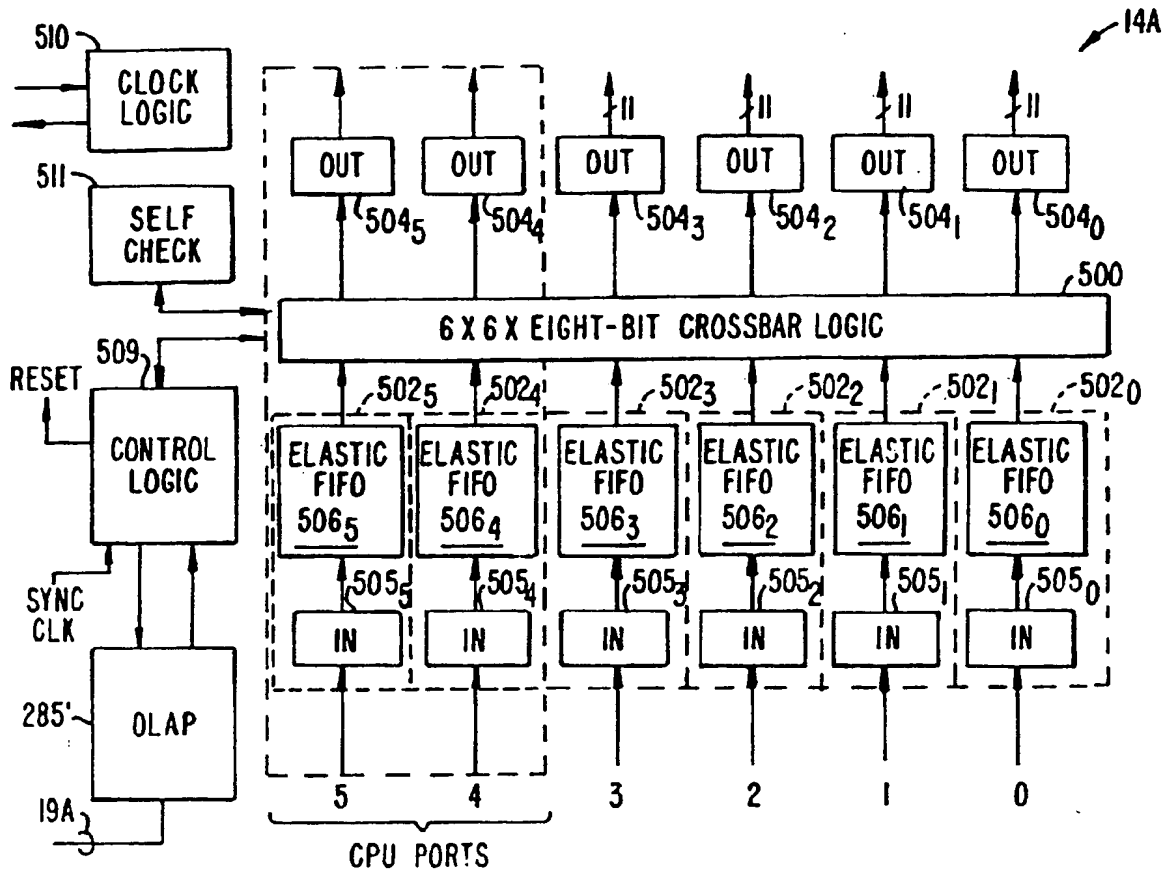 14A
510
CLOCK
LOGIC
11 11 11 11
OUT OUT OUT OUT OUT OUT
504₅ 504₄ 504₃ 504₂ 504₁ 504₀
511
SELF
CHECK
500
6 X 6 X EIGHT-BIT CROSSBAR LOGIC
509
RESET
CONTROL
LOGIC
SYNC
CLK
502₅ 502₄ 502₃ 502₂ 502₁ 502₀
ELASTIC ELASTIC ELASTIC ELASTIC ELASTIC ELASTIC
FIFO FIFO FIFO FIFO FIFO FIFO
506₅ 506₄ 506₃ 506₂ 506₁ 506₀
505₅ 505₄ 505₃ 505₂ 505₁ 505₀
IN IN IN IN IN IN
285'
OLAP
19A
5 4 3 2 1 0
CPU PORTS